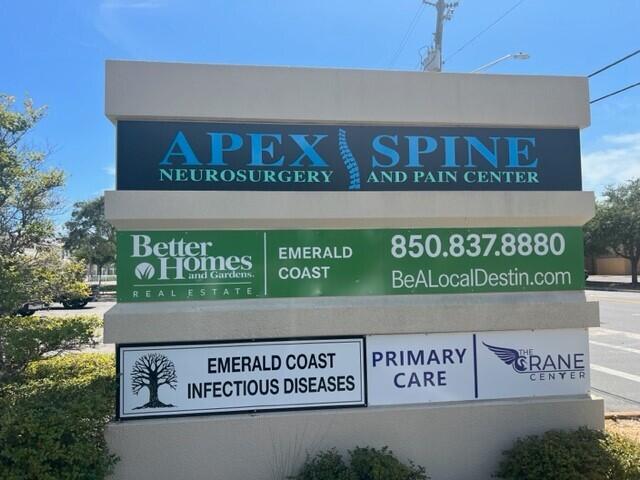 APEX SPINE
NEUROSURGERY AND PAIN CENTER
Better
Homes
and Gardens.
REAL ESTATE
EMERALD
COAST
850.837.8880
BeALocalDestin.com
EMERALD COAST
INFECTIOUS DISEASES
PRIMARY
CARE
THE
CRANE
CENTER